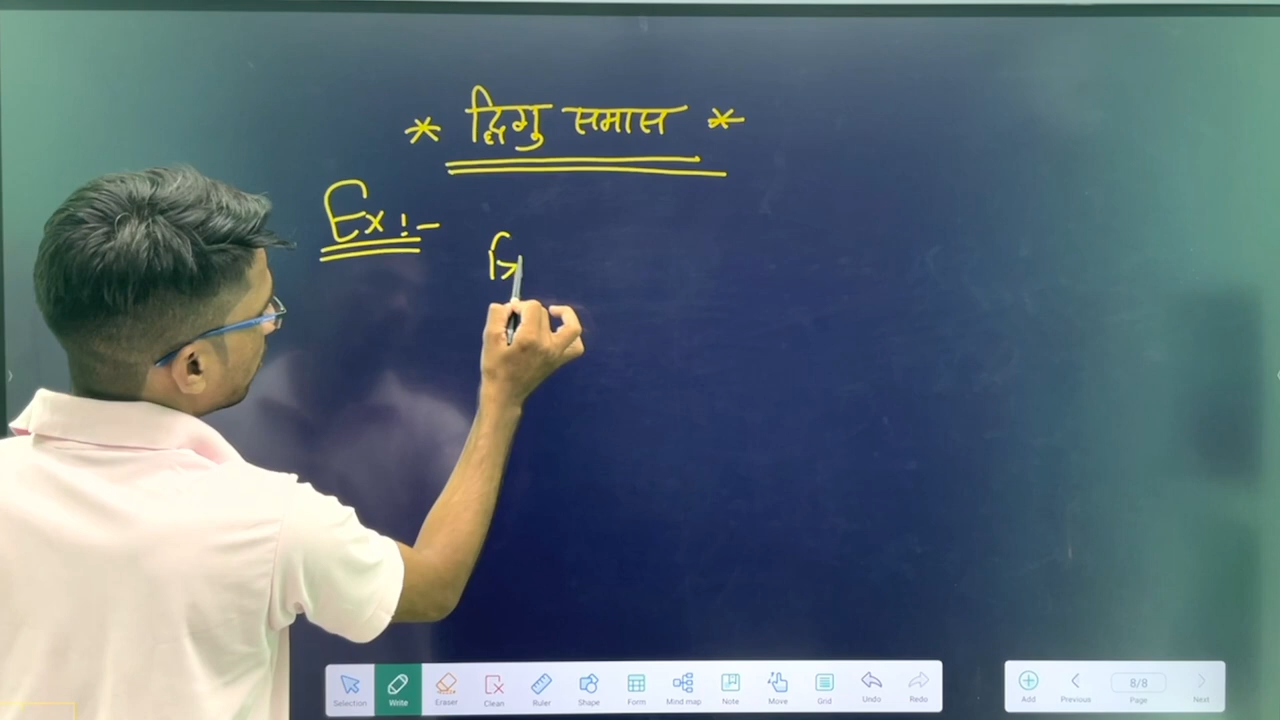 * द्विगु समास *
Ex :-
Selection Write Eraser Clean Ruler Shape Form Mind map Note Move Grid Undo Redo
Add Previous 8/8 Page Next